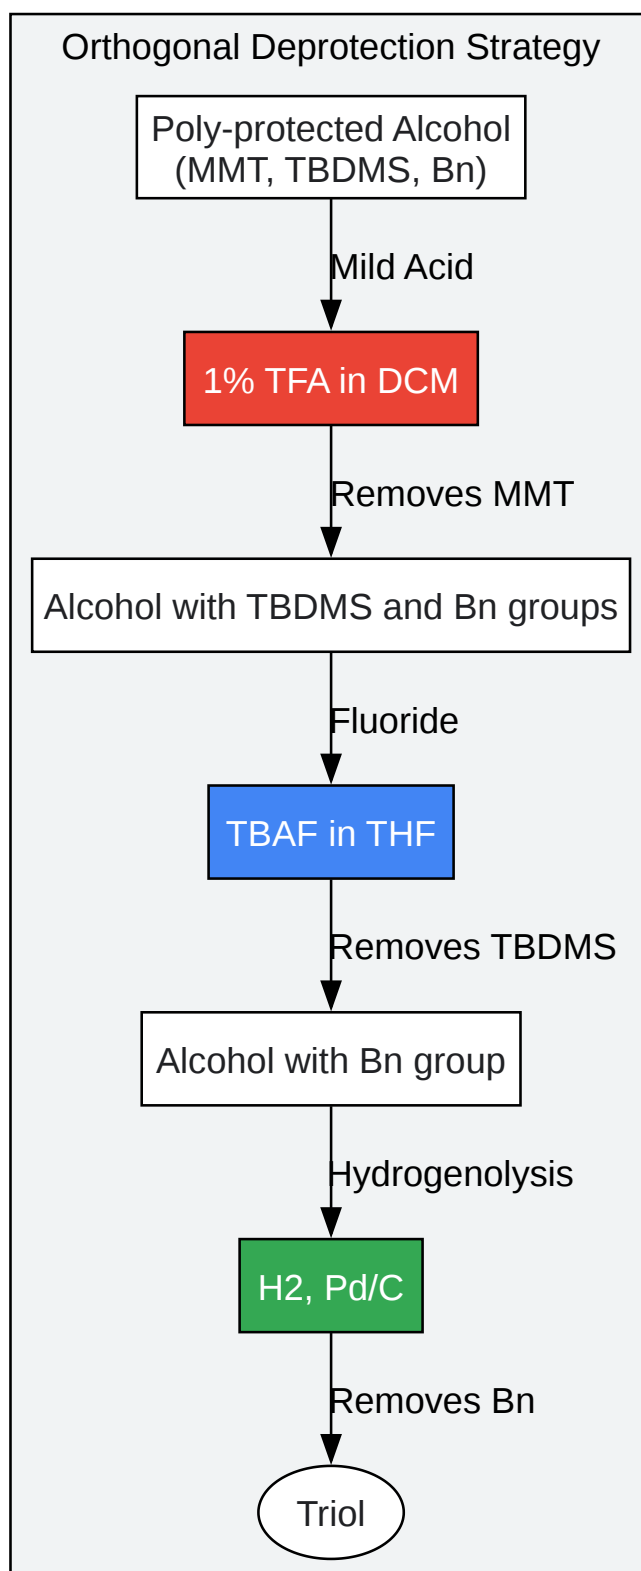 Orthogonal Deprotection Strategy
Poly-protected Alcohol
(MMT, TBDMS, Bn)
Mild Acid
1% TFA in DCM
Removes MMT
Alcohol with TBDMS and Bn groups
Fluoride
TBAF in THF
Removes TBDMS
Alcohol with Bn group
Hydrogenolysis
H2, Pd/C
Removes Bn
Triol